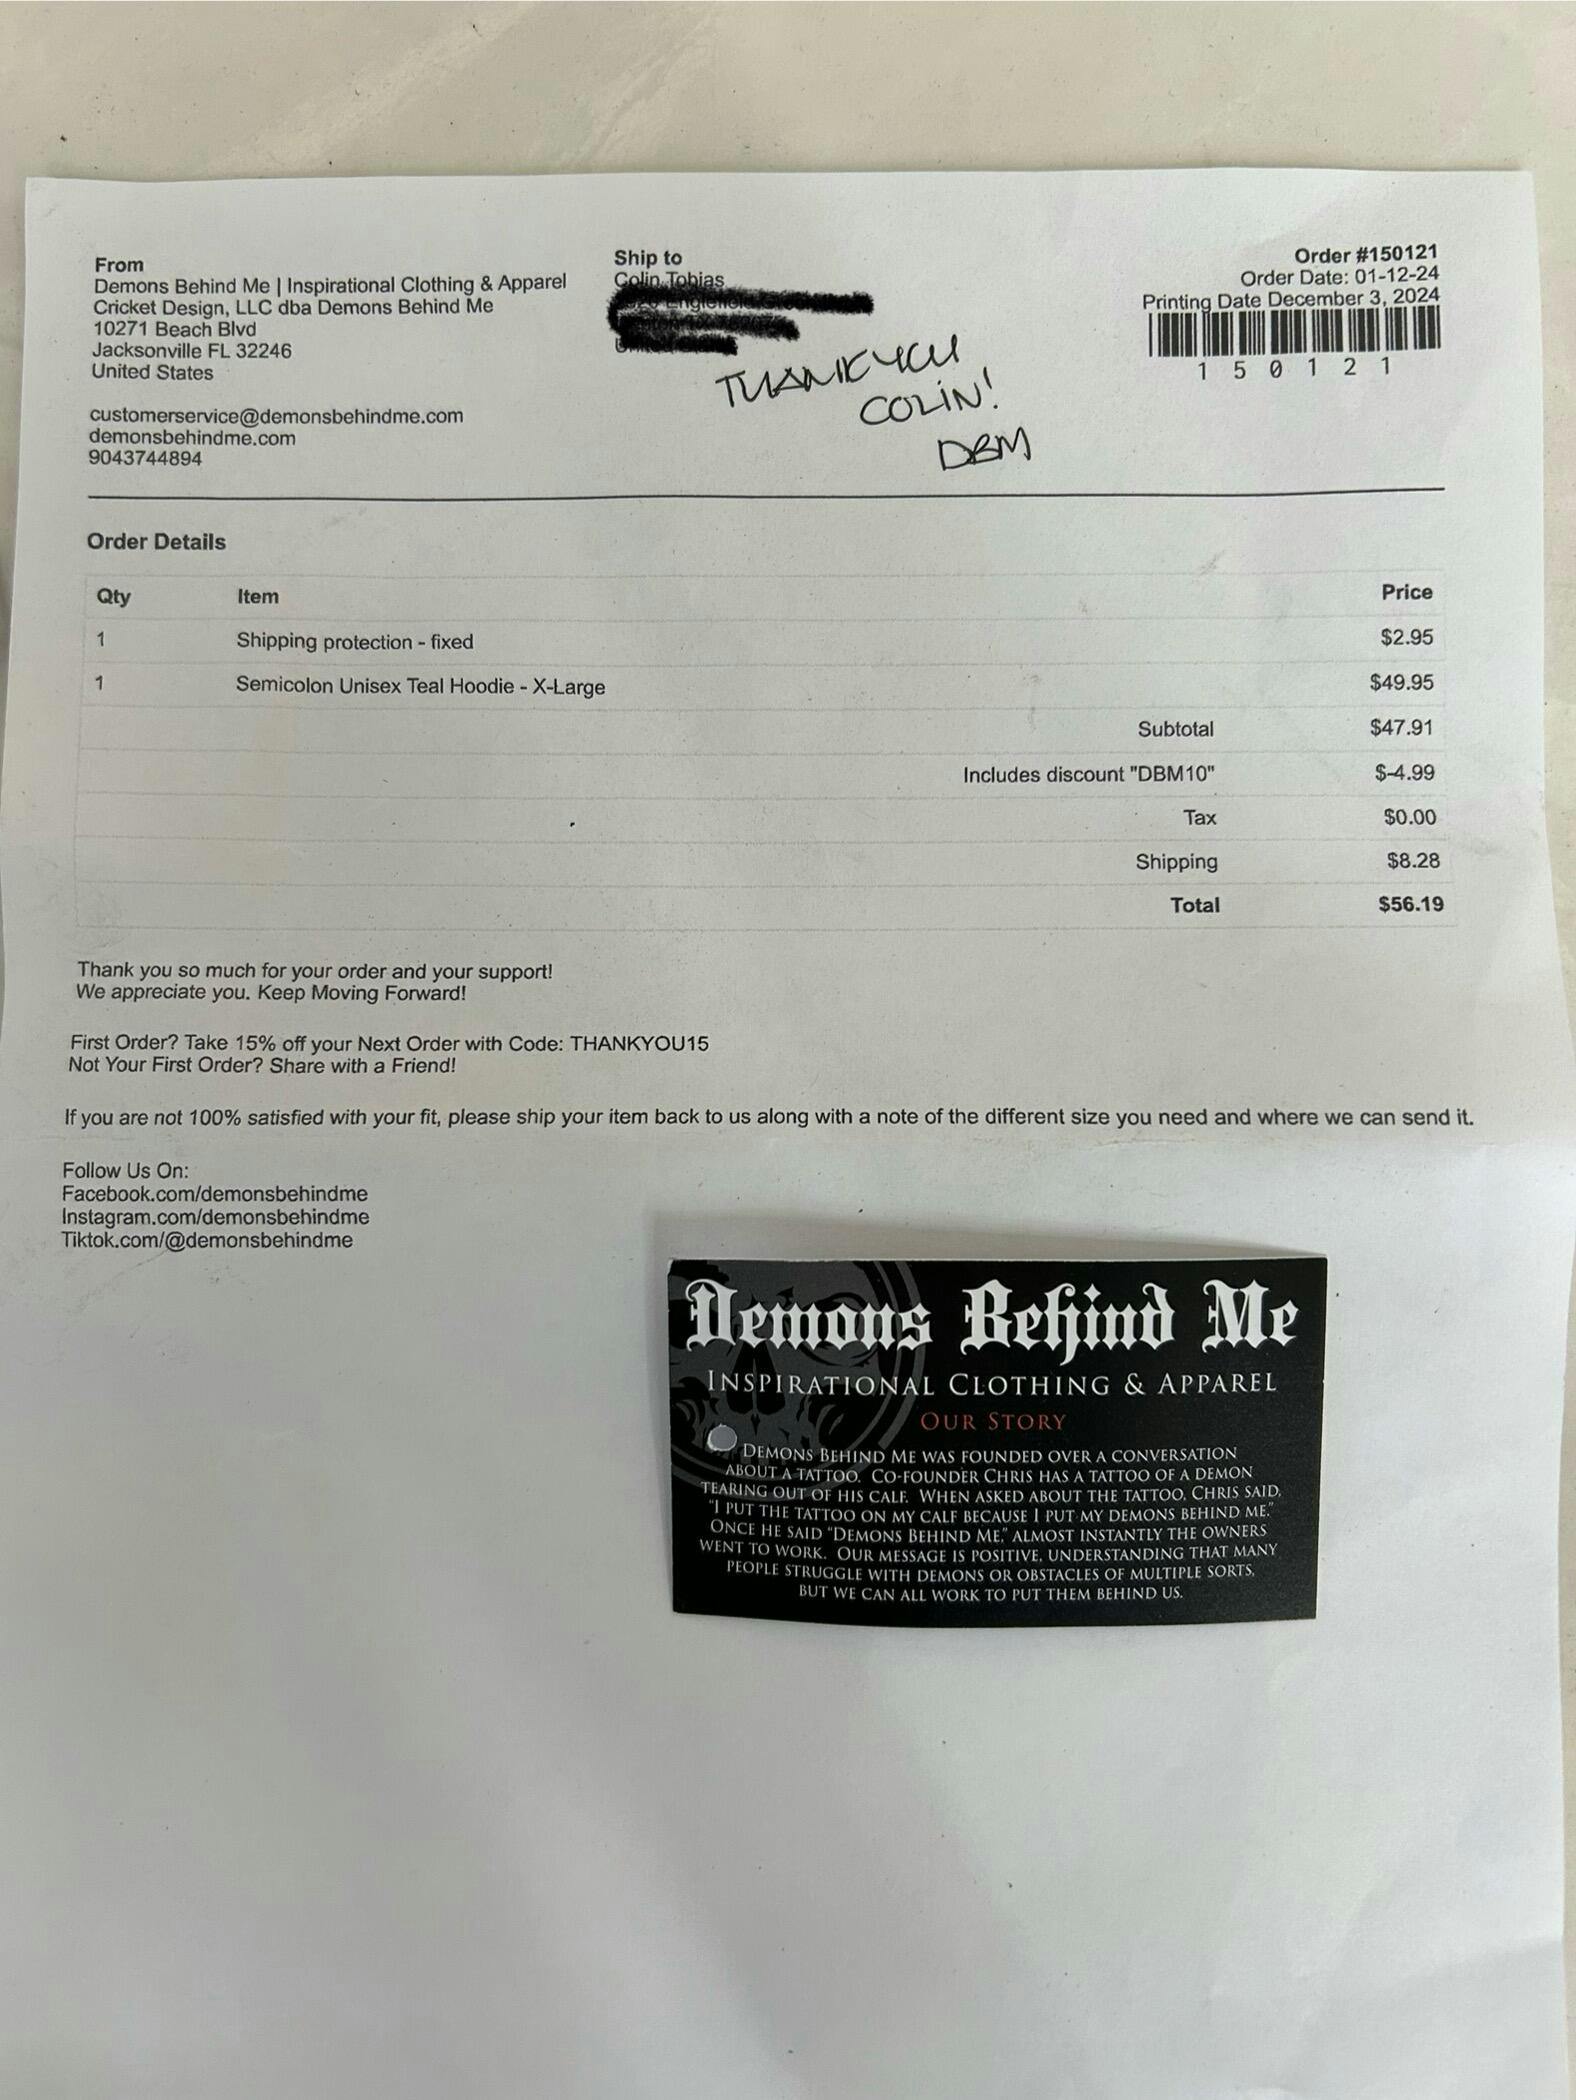 From
Demons Behind Me | Inspirational Clothing & Apparel
Cricket Design, LLC dba Demons Behind Me
10271 Beach Blvd
Jacksonville FL 32246
United States
customerservice@demonsbehindme.com
demonsbehindme.com
9043744894
Ship to
Colin Tobias
THANK YOU
COLIN!
DBM
Order #150121
Order Date: 01-12-24
Printing Date December 3, 2024
150121
Order Details
Qty Item Price
1 Shipping protection - fixed $2.95
1 Semicolon Unisex Teal Hoodie - X-Large $49.95
Subtotal $47.91
Includes discount "DBM10" $-4.99
Tax $0.00
Shipping $8.28
Total $56.19
Thank you so much for your order and your support!
We appreciate you. Keep Moving Forward!
First Order? Take 15% off your Next Order with Code: THANKYOU15
Not Your First Order? Share with a Friend!
If you are not 100% satisfied with your fit, please ship your item back to us along with a note of the different size you need and where we can send it.
Follow Us On:
Facebook.com/demonsbehindme
Instagram.com/demonsbehindme
Tiktok.com/@demonsbehindme
Demons Behind Me
INSPIRATIONAL CLOTHING & APPAREL
OUR STORY
DEMONS BEHIND ME WAS FOUNDED OVER A CONVERSATION
ABOUT A TATTOO. CO-FOUNDER CHRIS HAS A TATTOO OF A DEMON
TEARING OUT OF HIS CALF. WHEN ASKED ABOUT THE TATTOO, CHRIS SAID,
"I PUT THE TATTOO ON MY CALF BECAUSE I PUT MY DEMONS BEHIND ME."
ONCE HE SAID "DEMONS BEHIND ME," ALMOST INSTANTLY THE OWNERS
WENT TO WORK. OUR MESSAGE IS POSITIVE, UNDERSTANDING THAT MANY
PEOPLE STRUGGLE WITH DEMONS OR OBSTACLES OF MULTIPLE SORTS,
BUT WE CAN ALL WORK TO PUT THEM BEHIND US.